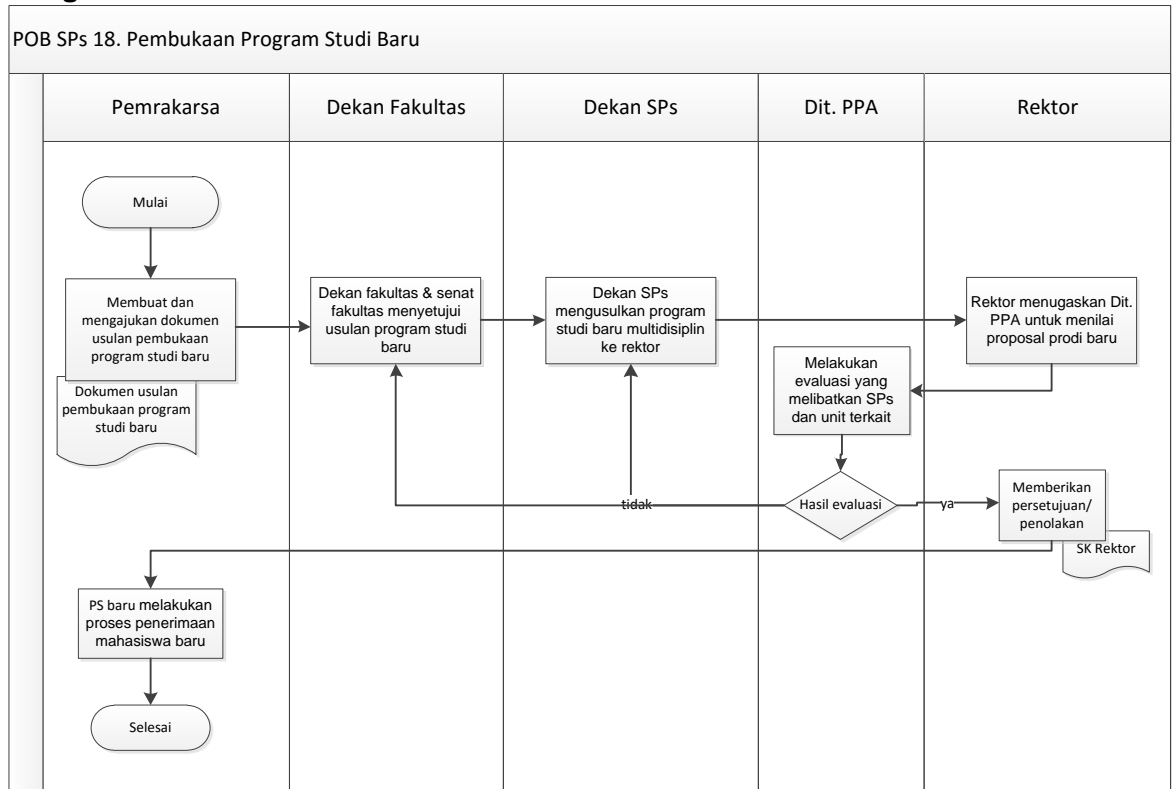 POB SPs 18. Pembukaan Program Studi Baru
Pemrakarsa
Dekan Fakultas
Dekan SPs
Dit. PPA
Rektor
Mulai
Membuat dan
mengajukan dokumen
usulan pembukaan
program studi baru
Dokumen usulan
pembukaan program
studi baru
Dekan fakultas & senat
fakultas menyetujui
usulan program studi
baru
Dekan SPs
mengusulkan program
studi baru multidisiplin
ke rektor
Rektor menugaskan Dit.
PPA untuk menilai
proposal prodi baru
Melakukan
evaluasi yang
melibatkan SPs
dan unit terkait
Hasil evaluasi
tidak
ya
Memberikan
persetujuan/
penolakan
SK Rektor
PS baru melakukan
proses penerimaan
mahasiswa baru
Selesai